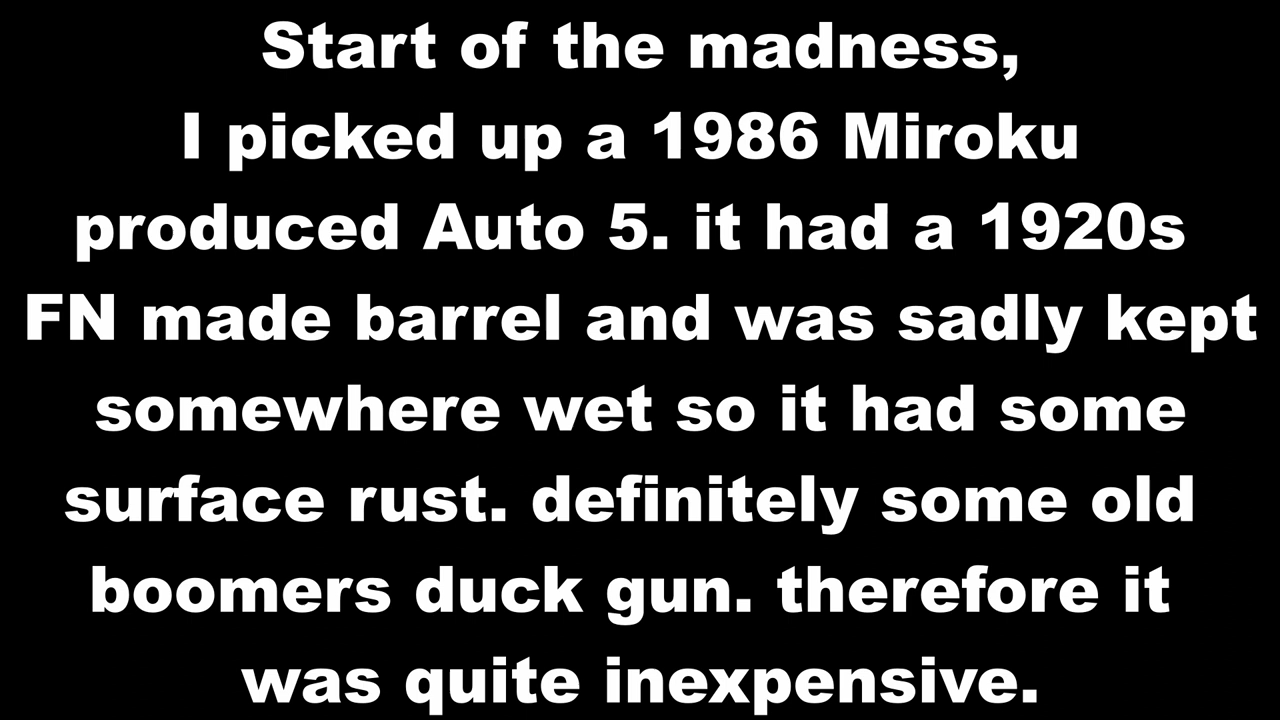 Start of the madness,
I picked up a 1986 Miroku
produced Auto 5. it had a 1920s
FN made barrel and was sadly kept
somewhere wet so it had some
surface rust. definitely some old
boomers duck gun. therefore it
was quite inexpensive.